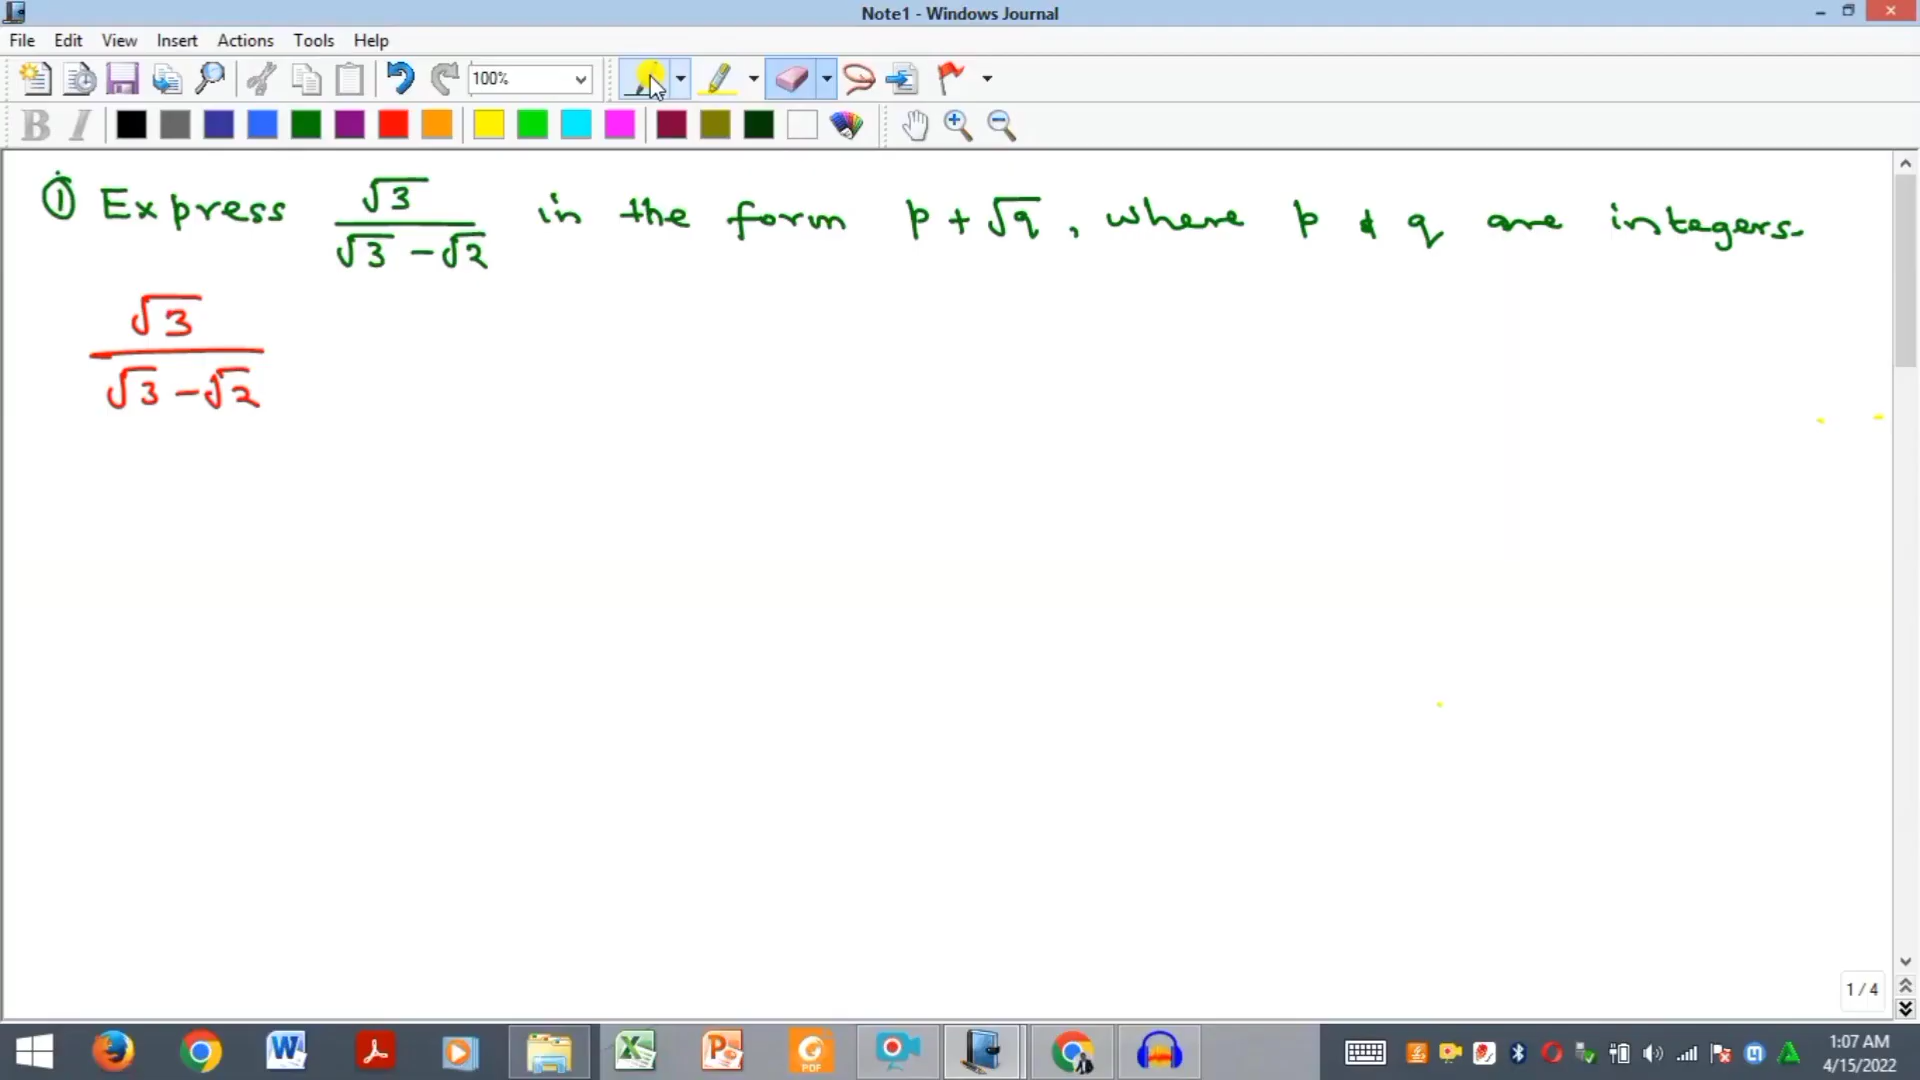 Note1 - Windows Journal
File Edit View Insert Actions Tools Help
100%
B I
① Express √3/(√3 - √2) in the form p + √q, where p & q are integers.
√3
√3 - √2
1 / 4
PDF
1:07 AM
4/15/2022